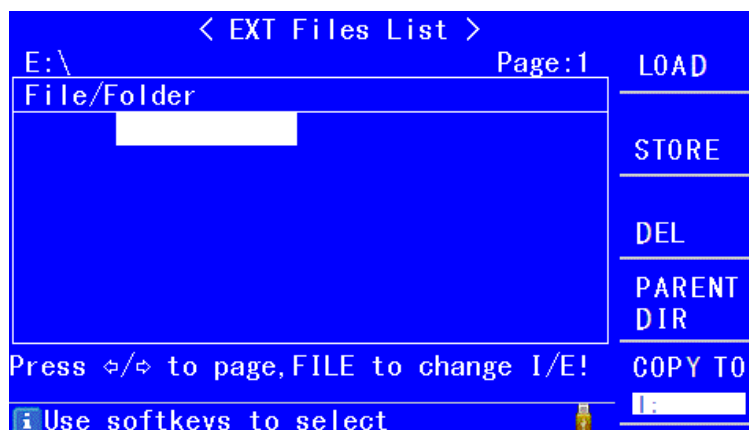 < EXT Files List >
E:\ Page:1
File/Folder
Press ⇦/⇨ to page,FILE to change I/E!
Use softkeys to select
LOAD
STORE
DEL
PARENT
DIR
COPY TO
I: